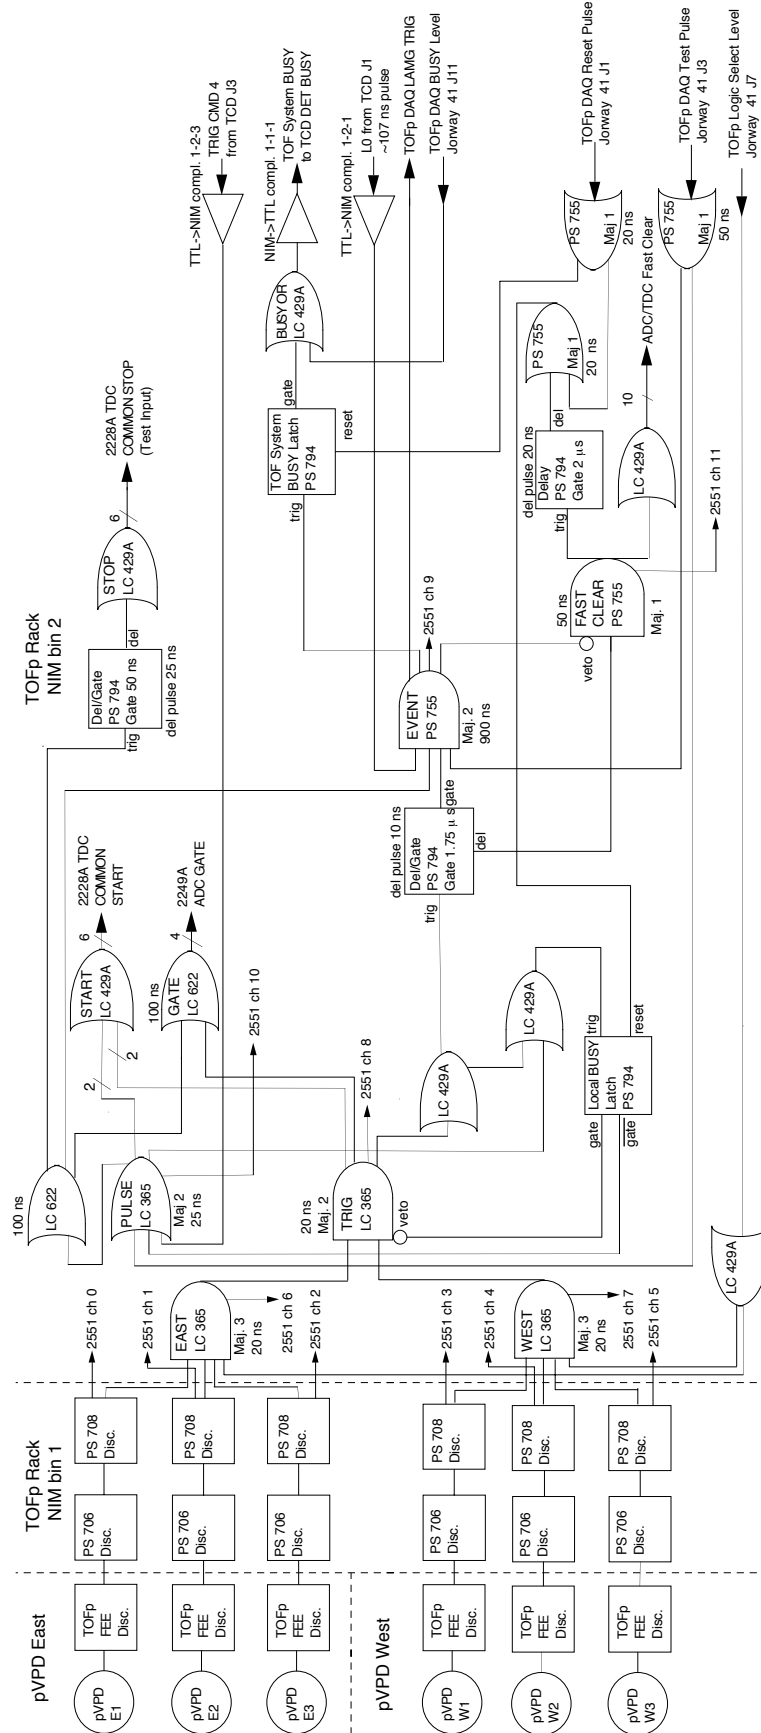 pVPD East
TOFp Rack
NIM bin 1
TOFp Rack
NIM bin 2
pVPD
E1
TOFp
FEE
Disc.
PS 706
Disc.
PS 708
Disc.
2551 ch 0
pVPD
E2
TOFp
FEE
Disc.
PS 706
Disc.
PS 708
Disc.
2551 ch 1
pVPD
E3
TOFp
FEE
Disc.
PS 706
Disc.
PS 708
Disc.
2551 ch 2
EAST
LC 365
Maj. 3
20 ns
2551 ch 6
pVPD West
pVPD
W1
TOFp
FEE
Disc.
PS 706
Disc.
PS 708
Disc.
2551 ch 3
pVPD
W2
TOFp
FEE
Disc.
PS 706
Disc.
PS 708
Disc.
2551 ch 4
pVPD
W3
TOFp
FEE
Disc.
PS 706
Disc.
PS 708
Disc.
2551 ch 5
WEST
LC 365
Maj. 3
20 ns
2551 ch 7
100 ns
LC 622
PULSE
LC 365
Maj 2
25 ns
2
2
START
LC 429A
6
2228A TDC
COMMON
START
100 ns
GATE
LC 622
4
2249A
ADC GATE
2551 ch 10
20 ns
Maj. 2
TRIG
LC 365
veto
2551 ch 8
LC 429A
LC 429A
gate
gate
Local BUSY
Latch
PS 794
trig
reset
LC 429A
trig
Del/Gate
PS 794
Gate 50 ns
del
del pulse 25 ns
STOP
LC 429A
6
2228A TDC
COMMON STOP
(Test Input)
del pulse 10 ns
trig
Del/Gate
PS 794
Gate 1.75 μ s
gate
del
EVENT
PS 755
Maj. 2
900 ns
2551 ch 9
trig
TOF System
BUSY Latch
PS 794
gate
reset
BUSY OR
LC 429A
TTL->NIM compl. 1-2-3
TRIG CMD 4
from TCD J3
NIM->TTL compl. 1-1-1
TOF System BUSY
to TCD DET BUSY
TTL->NIM compl. 1-2-1
L0 from TCD J1
~107 ns pulse
TOFp DAQ LAMG TRIG
TOFp DAQ BUSY Level
Jorway 41 J11
50 ns
veto
FAST
CLEAR
PS 755
Maj. 1
del pulse 20 ns
trig
Delay
PS 794
Gate 2 μs
del
PS 755
Maj 1
20 ns
LC 429A
10
ADC/TDC Fast Clear
2551 ch 11
PS 755
Maj 1
20 ns
TOFp DAQ Reset Pulse
Jorway 41 J1
PS 755
Maj 1
50 ns
TOFp DAQ Test Pulse
Jorway 41 J3
TOFp Logic Select Level
Jorway 41 J7